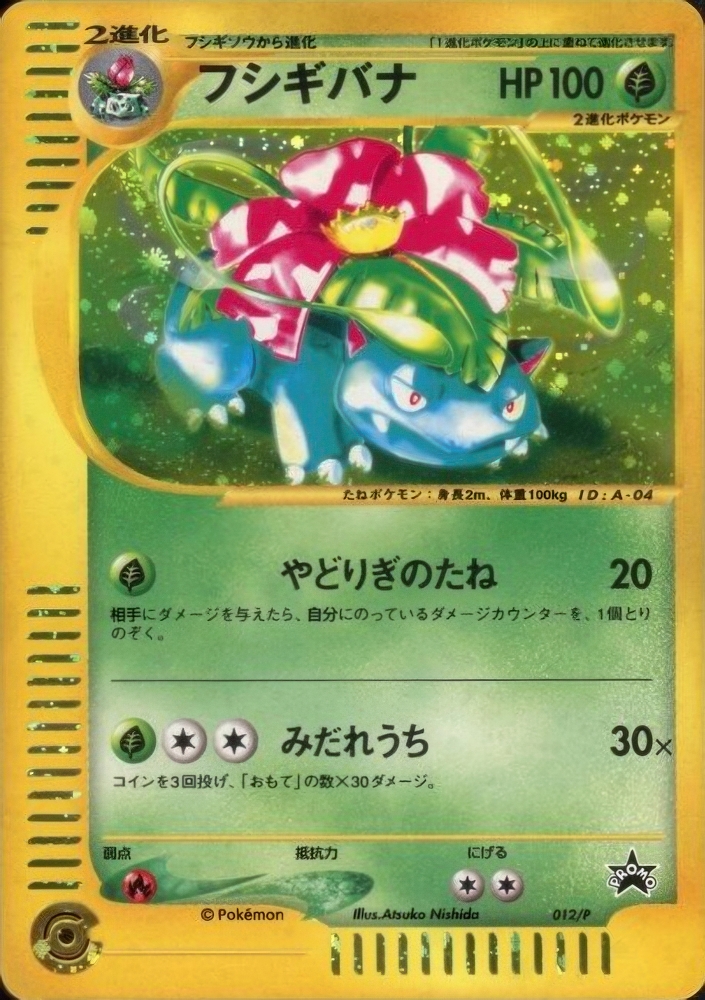 2進化
フシギソウから進化
「1進化ポケモン」の上に重ねて進化させます
フシギバナ HP100
2進化ポケモン
たねポケモン：身長2m、体重100kg ID:A-04
やどりぎのたね 20
相手にダメージを与えたら、自分にのっているダメージカウンターを、1個とり
のぞく。
みだれうち 30×
コインを3回投げ、「おもて」の数×30ダメージ。
弱点 抵抗力 にげる
PROMO
© Pokémon Illus.Atsuko Nishida 012/P